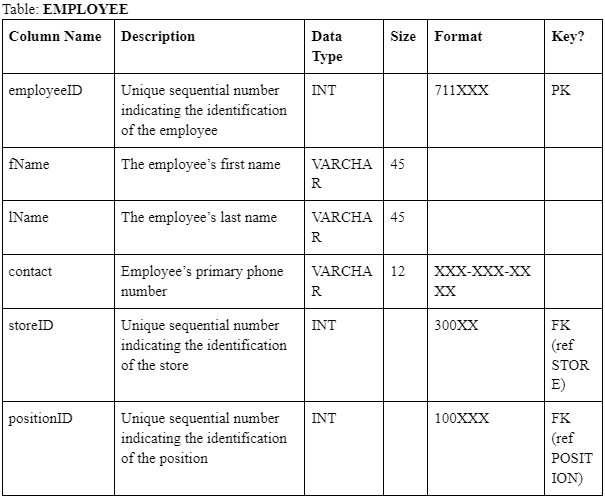 Table: EMPLOYEE
Column Name Description Data Type Size Format Key?
employeeID Unique sequential number indicating the identification of the employee INT 711XXX PK
fName The employee’s first name VARCHAR 45
lName The employee’s last name VARCHAR 45
contact Employee’s primary phone number VARCHAR 12 XXX-XXX-XXXX
storeID Unique sequential number indicating the identification of the store INT 300XX FK (ref STORE)
positionID Unique sequential number indicating the identification of the position INT 100XXX FK (ref POSITION)